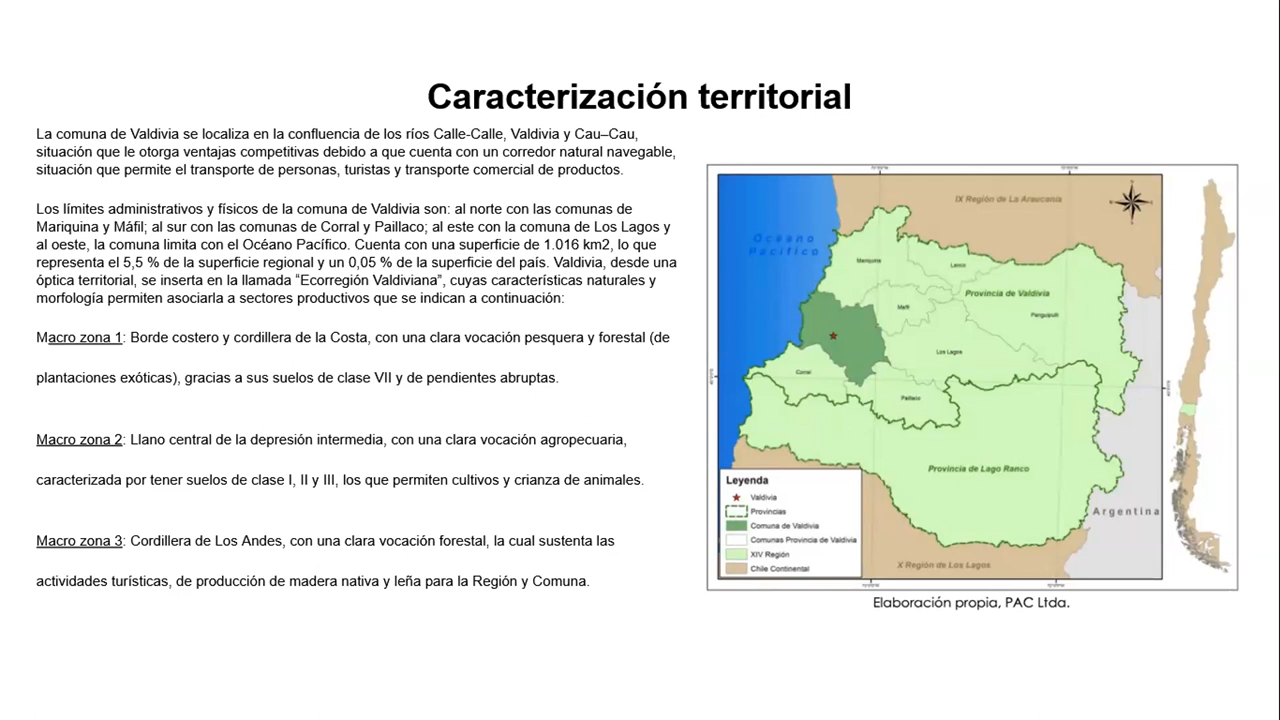 Caracterización territorial
La comuna de Valdivia se localiza en la confluencia de los ríos Calle-Calle, Valdivia y Cau–Cau,
situación que le otorga ventajas competitivas debido a que cuenta con un corredor natural navegable,
situación que permite el transporte de personas, turistas y transporte comercial de productos.
Los límites administrativos y físicos de la comuna de Valdivia son: al norte con las comunas de
Mariquina y Máfil; al sur con las comunas de Corral y Paillaco; al este con la comuna de Los Lagos y
al oeste, la comuna limita con el Océano Pacífico. Cuenta con una superficie de 1.016 km2, lo que
representa el 5,5 % de la superficie regional y un 0,05 % de la superficie del país. Valdivia, desde una
óptica territorial, se inserta en la llamada “Ecorregión Valdiviana”, cuyas características naturales y
morfología permiten asociarla a sectores productivos que se indican a continuación:
Macro zona 1: Borde costero y cordillera de la Costa, con una clara vocación pesquera y forestal (de
plantaciones exóticas), gracias a sus suelos de clase VII y de pendientes abruptas.
Macro zona 2: Llano central de la depresión intermedia, con una clara vocación agropecuaria,
caracterizada por tener suelos de clase I, II y III, los que permiten cultivos y crianza de animales.
Macro zona 3: Cordillera de Los Andes, con una clara vocación forestal, la cual sustenta las
actividades turísticas, de producción de madera nativa y leña para la Región y Comuna.
IX Región de La Araucanía
Océano
Pacífico
Mariquina
Lanco
Provincia de Valdivia
Mafil
Panguipulli
Los Lagos
Corral
Paillaco
Provincia de Lago Ranco
Argentina
X Región de Los Lagos
Leyenda
Valdivia
Provincias
Comuna de Valdivia
Comunas Provincia de Valdivia
XIV Región
Chile Continental
Elaboración propia, PAC Ltda.